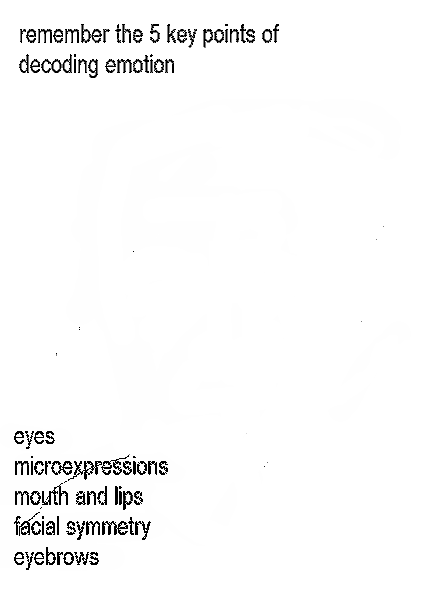 remember the 5 key points of
decoding emotion
eyes
microexpressions
mouth and lips
facial symmetry
eyebrows